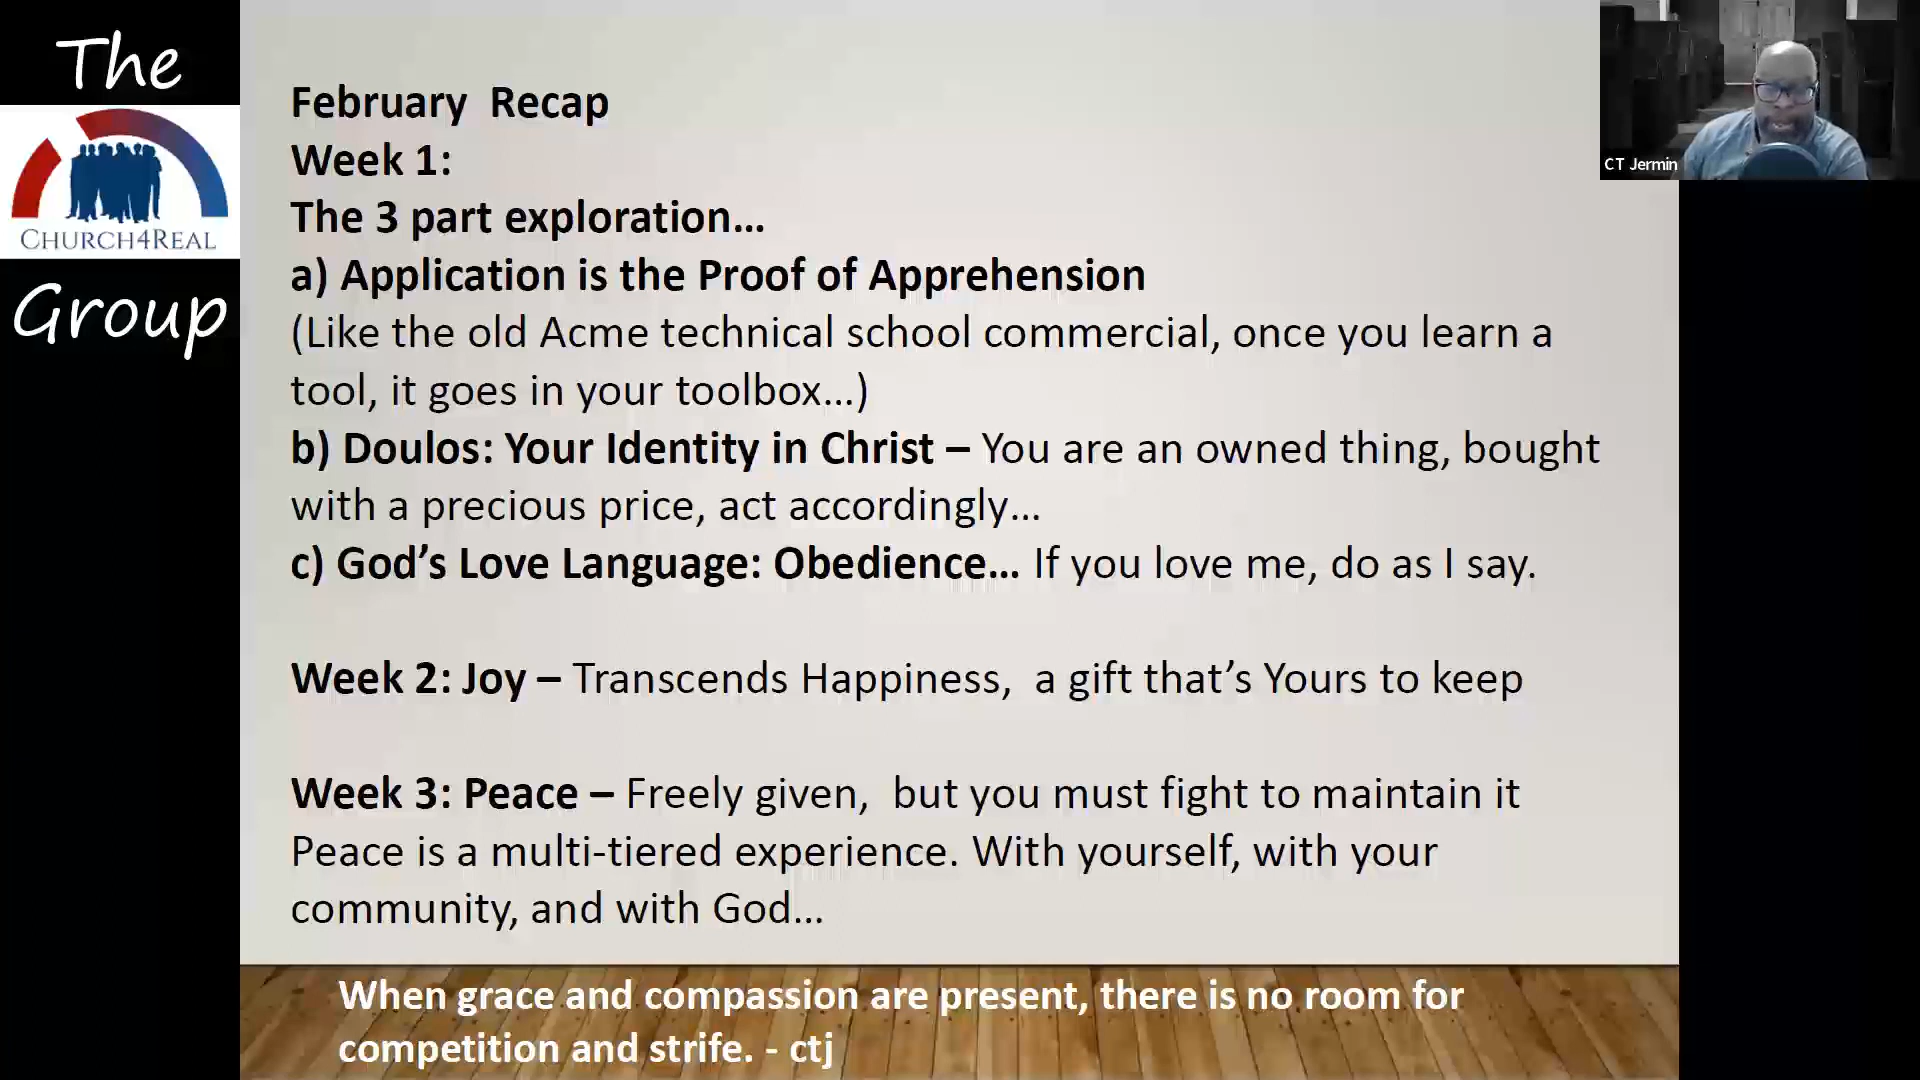 The
CHURCH4REAL
Group
February  Recap
Week 1:
The 3 part exploration…
a) Application is the Proof of Apprehension
(Like the old Acme technical school commercial, once you learn a
tool, it goes in your toolbox…)
b) Doulos: Your Identity in Christ – You are an owned thing, bought
with a precious price, act accordingly…
c) God’s Love Language: Obedience… If you love me, do as I say.
Week 2: Joy – Transcends Happiness,  a gift that’s Yours to keep
Week 3: Peace – Freely given,  but you must fight to maintain it
Peace is a multi-tiered experience. With yourself, with your
community, and with God…
When grace and compassion are present, there is no room for
competition and strife. - ctj
CT Jermin